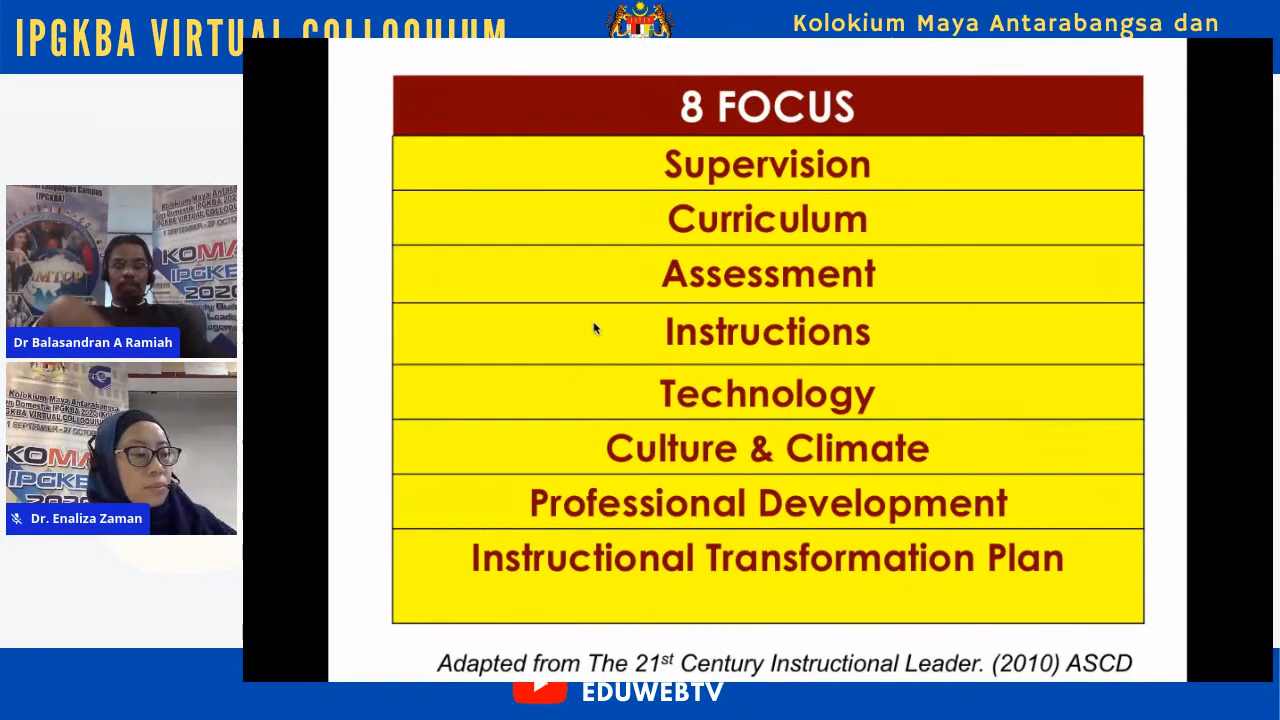 IPGKBA VIRTUAL COLLOQUIUM
Kolokium Maya Antarabangsa dan
8 FOCUS
Supervision
Curriculum
Assessment
Instructions
Technology
Culture & Climate
Professional Development
Instructional Transformation Plan
Adapted from The 21st Century Instructional Leader. (2010) ASCD
Dr Balasandran A Ramiah
Dr. Enaliza Zaman
EDUWEBTV